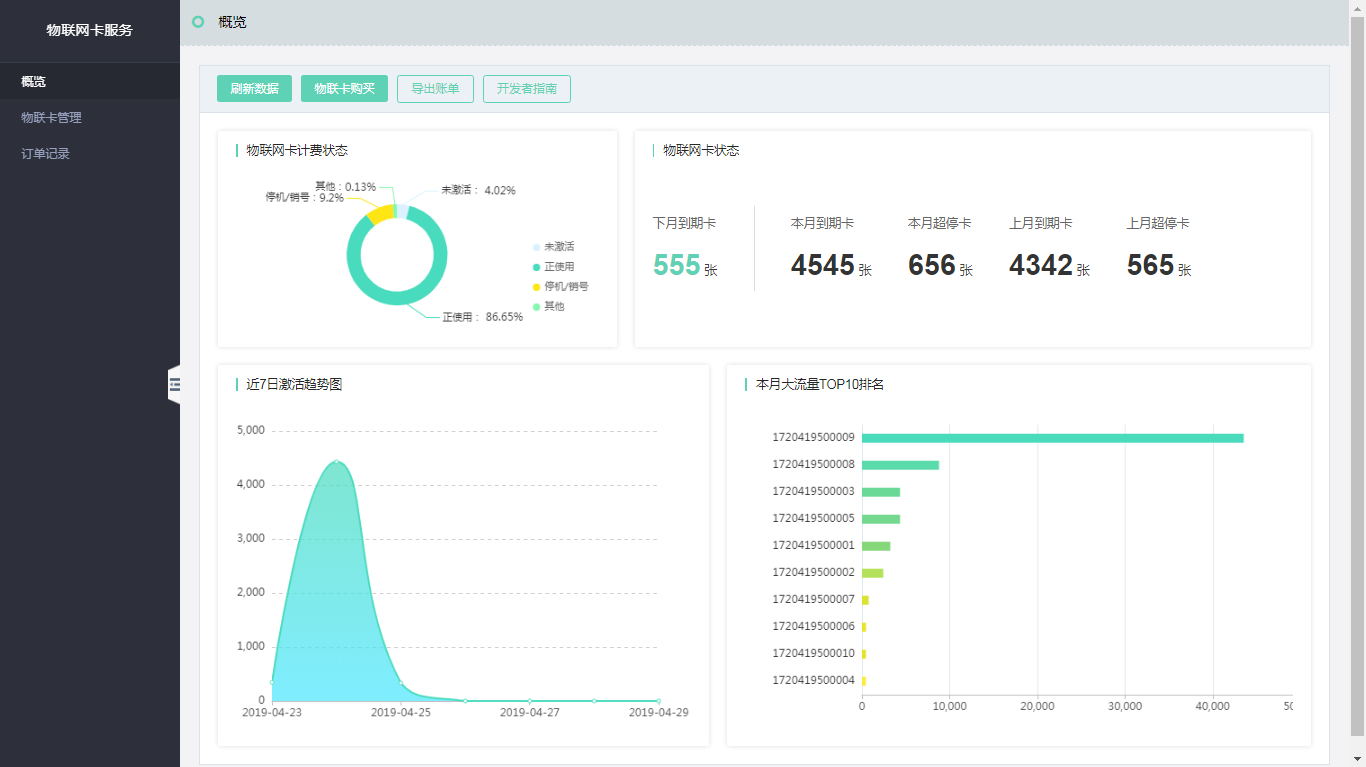 物联网卡服务
概览
物联卡管理
订单记录
概览
刷新数据 物联卡购买 导出账单 开发者指南
物联网卡计费状态
其他：0.13%
停机/销号：9.2%
未激活： 4.02%
正使用： 86.65%
未激活
正使用
停机/销号
其他
物联网卡状态
下月到期卡 本月到期卡 本月超停卡 上月到期卡 上月超停卡
555 张 4545 张 656 张 4342 张 565 张
近7日激活趋势图
5,000
4,000
3,000
2,000
1,000
0
2019-04-23 2019-04-25 2019-04-27 2019-04-29
本月大流量TOP10排名
1720419500009
1720419500008
1720419500003
1720419500005
1720419500001
1720419500002
1720419500007
1720419500006
1720419500010
1720419500004
0 10,000 20,000 30,000 40,000